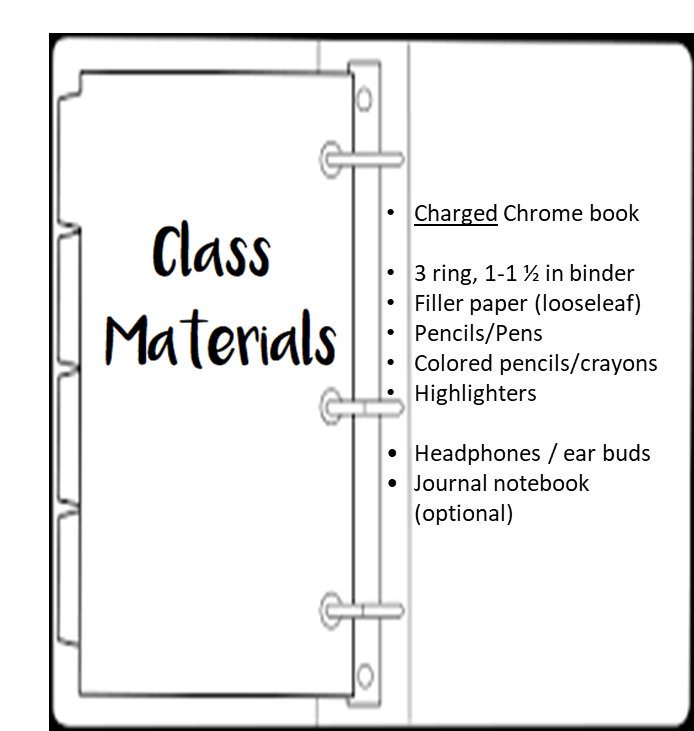 Class
Materials
• Charged Chrome book
• 3 ring, 1-1 ½ in binder
• Filler paper (looseleaf)
• Pencils/Pens
• Colored pencils/crayons
• Highlighters
• Headphones / ear buds
• Journal notebook
(optional)